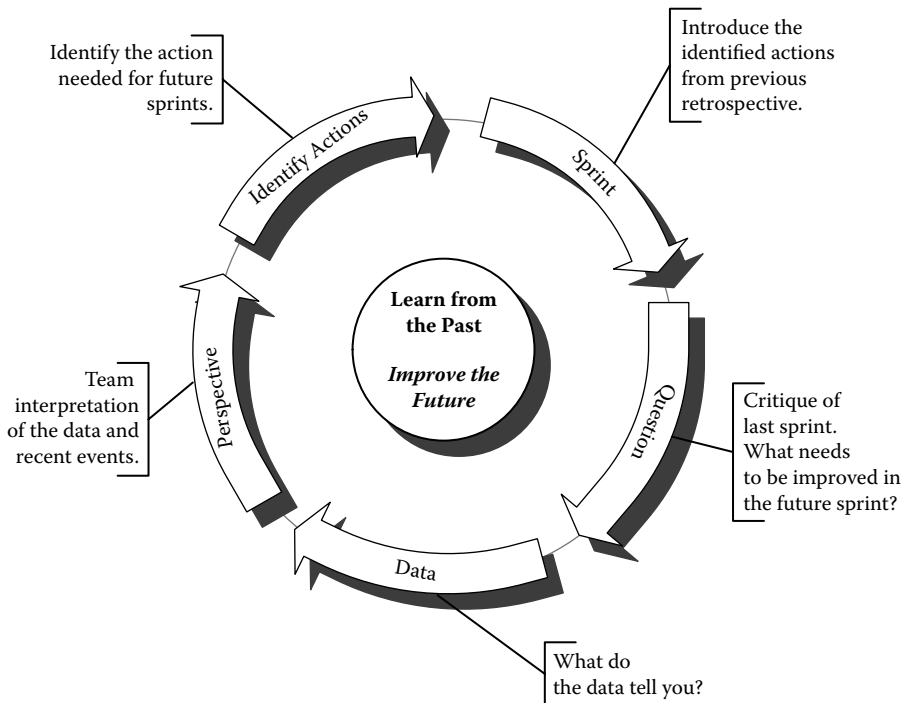 Identify the action
needed for future
sprints.
Introduce the
identified actions
from previous
retrospective.
Identify Actions
Sprint
Learn from
the Past
Improve the
Future
Perspective
Question
Team
interpretation
of the data and
recent events.
Critique of
last sprint.
What needs
to be improved in
the future sprint?
Data
What do
the data tell you?